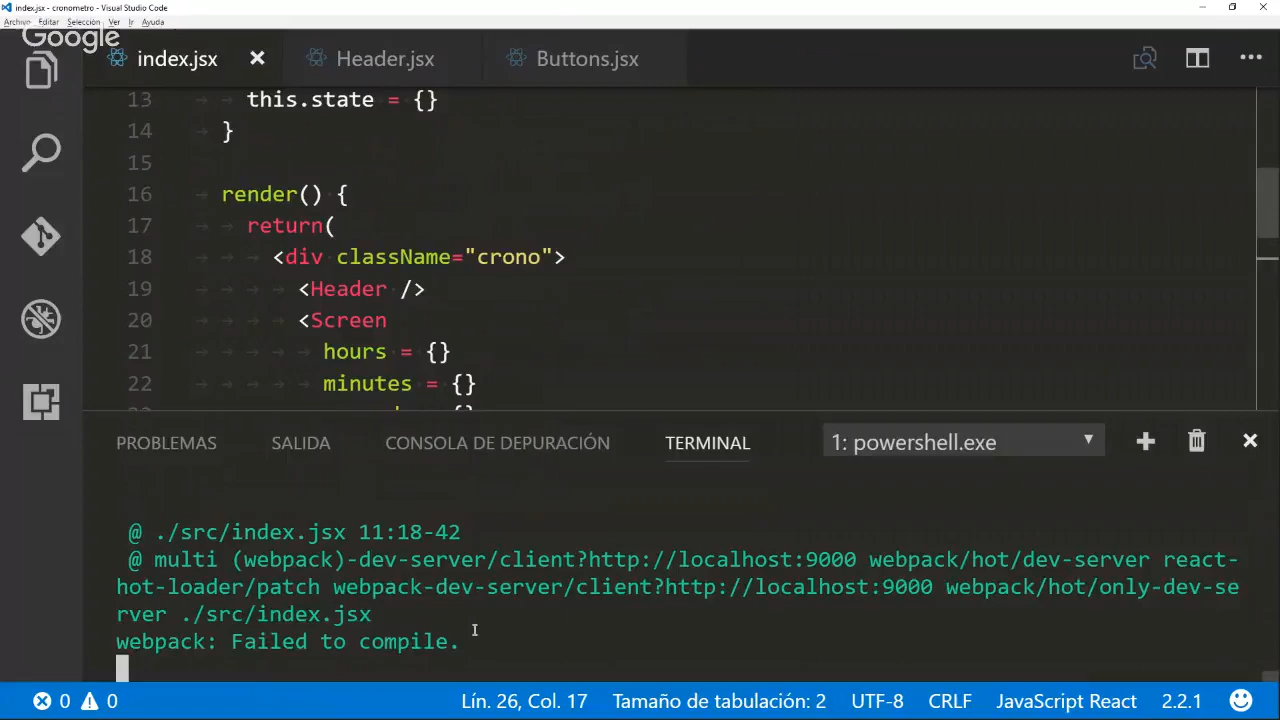 index.jsx - cronometro - Visual Studio Code
Archivo Editar Selección Ver Ir Ayuda
Google
index.jsx Header.jsx Buttons.jsx
13 this.state = {}
14 }
15
16 render() {
17 return(
18 <div className="crono">
19 <Header />
20 <Screen
21 hours = {}
22 minutes = {}
PROBLEMAS SALIDA CONSOLA DE DEPURACIÓN TERMINAL 1: powershell.exe
@ ./src/index.jsx 11:18-42
@ multi (webpack)-dev-server/client?http://localhost:9000 webpack/hot/dev-server react-
hot-loader/patch webpack-dev-server/client?http://localhost:9000 webpack/hot/only-dev-se
rver ./src/index.jsx
webpack: Failed to compile.
0 0 Lín. 26, Col. 17 Tamaño de tabulación: 2 UTF-8 CRLF JavaScript React 2.2.1